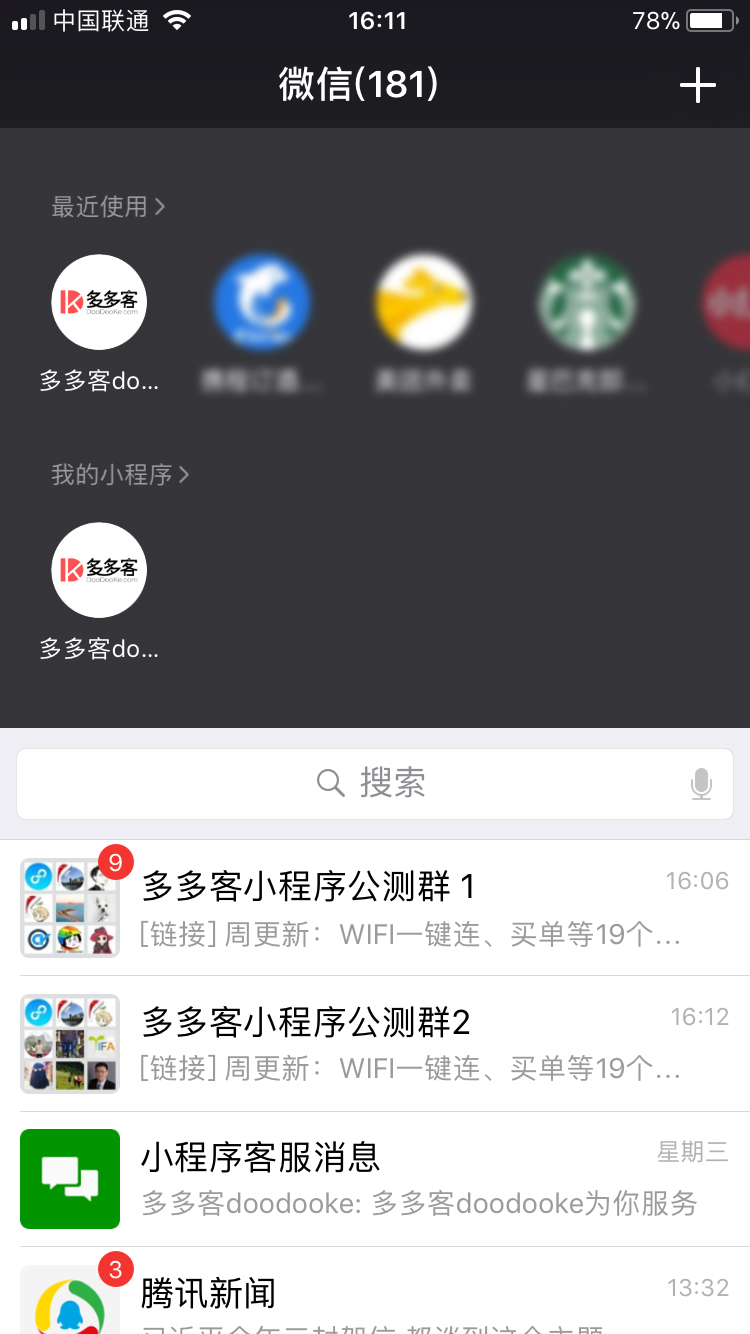 中国联通
16:11
78%
微信(181)
最近使用
多多客
DooDooKe.com
多多客do...
我的小程序
多多客
DooDooKe.com
多多客do...
搜索
9
多多客小程序公测群 1
16:06
[链接] 周更新：WIFI一键连、买单等19个...
多多客小程序公测群2
16:12
[链接] 周更新：WIFI一键连、买单等19个...
小程序客服消息
星期三
多多客doodooke: 多多客doodooke为你服务
3
腾讯新闻
13:32